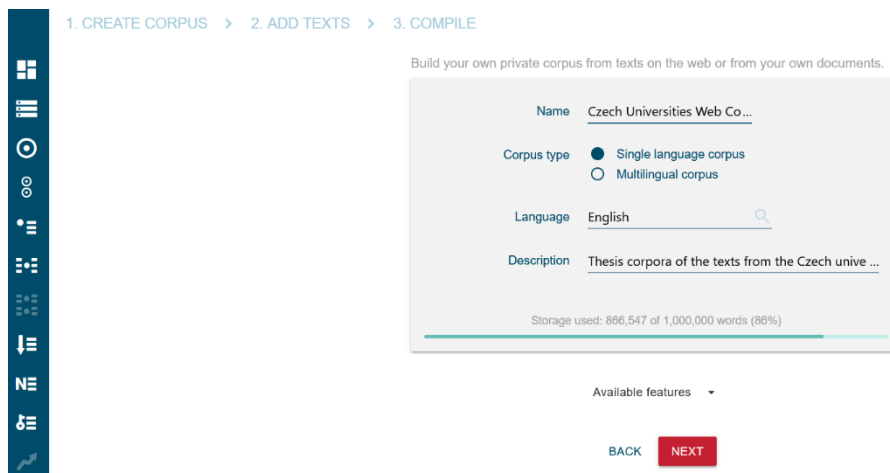 1. CREATE CORPUS > 2. ADD TEXTS > 3. COMPILE
Build your own private corpus from texts on the web or from your own documents.
Name Czech Universities Web Co...
Corpus type Single language corpus
Multilingual corpus
Language English
Description Thesis corpora of the texts from the Czech unive ...
Storage used: 866,547 of 1,000,000 words (86%)
Available features
BACK NEXT
N